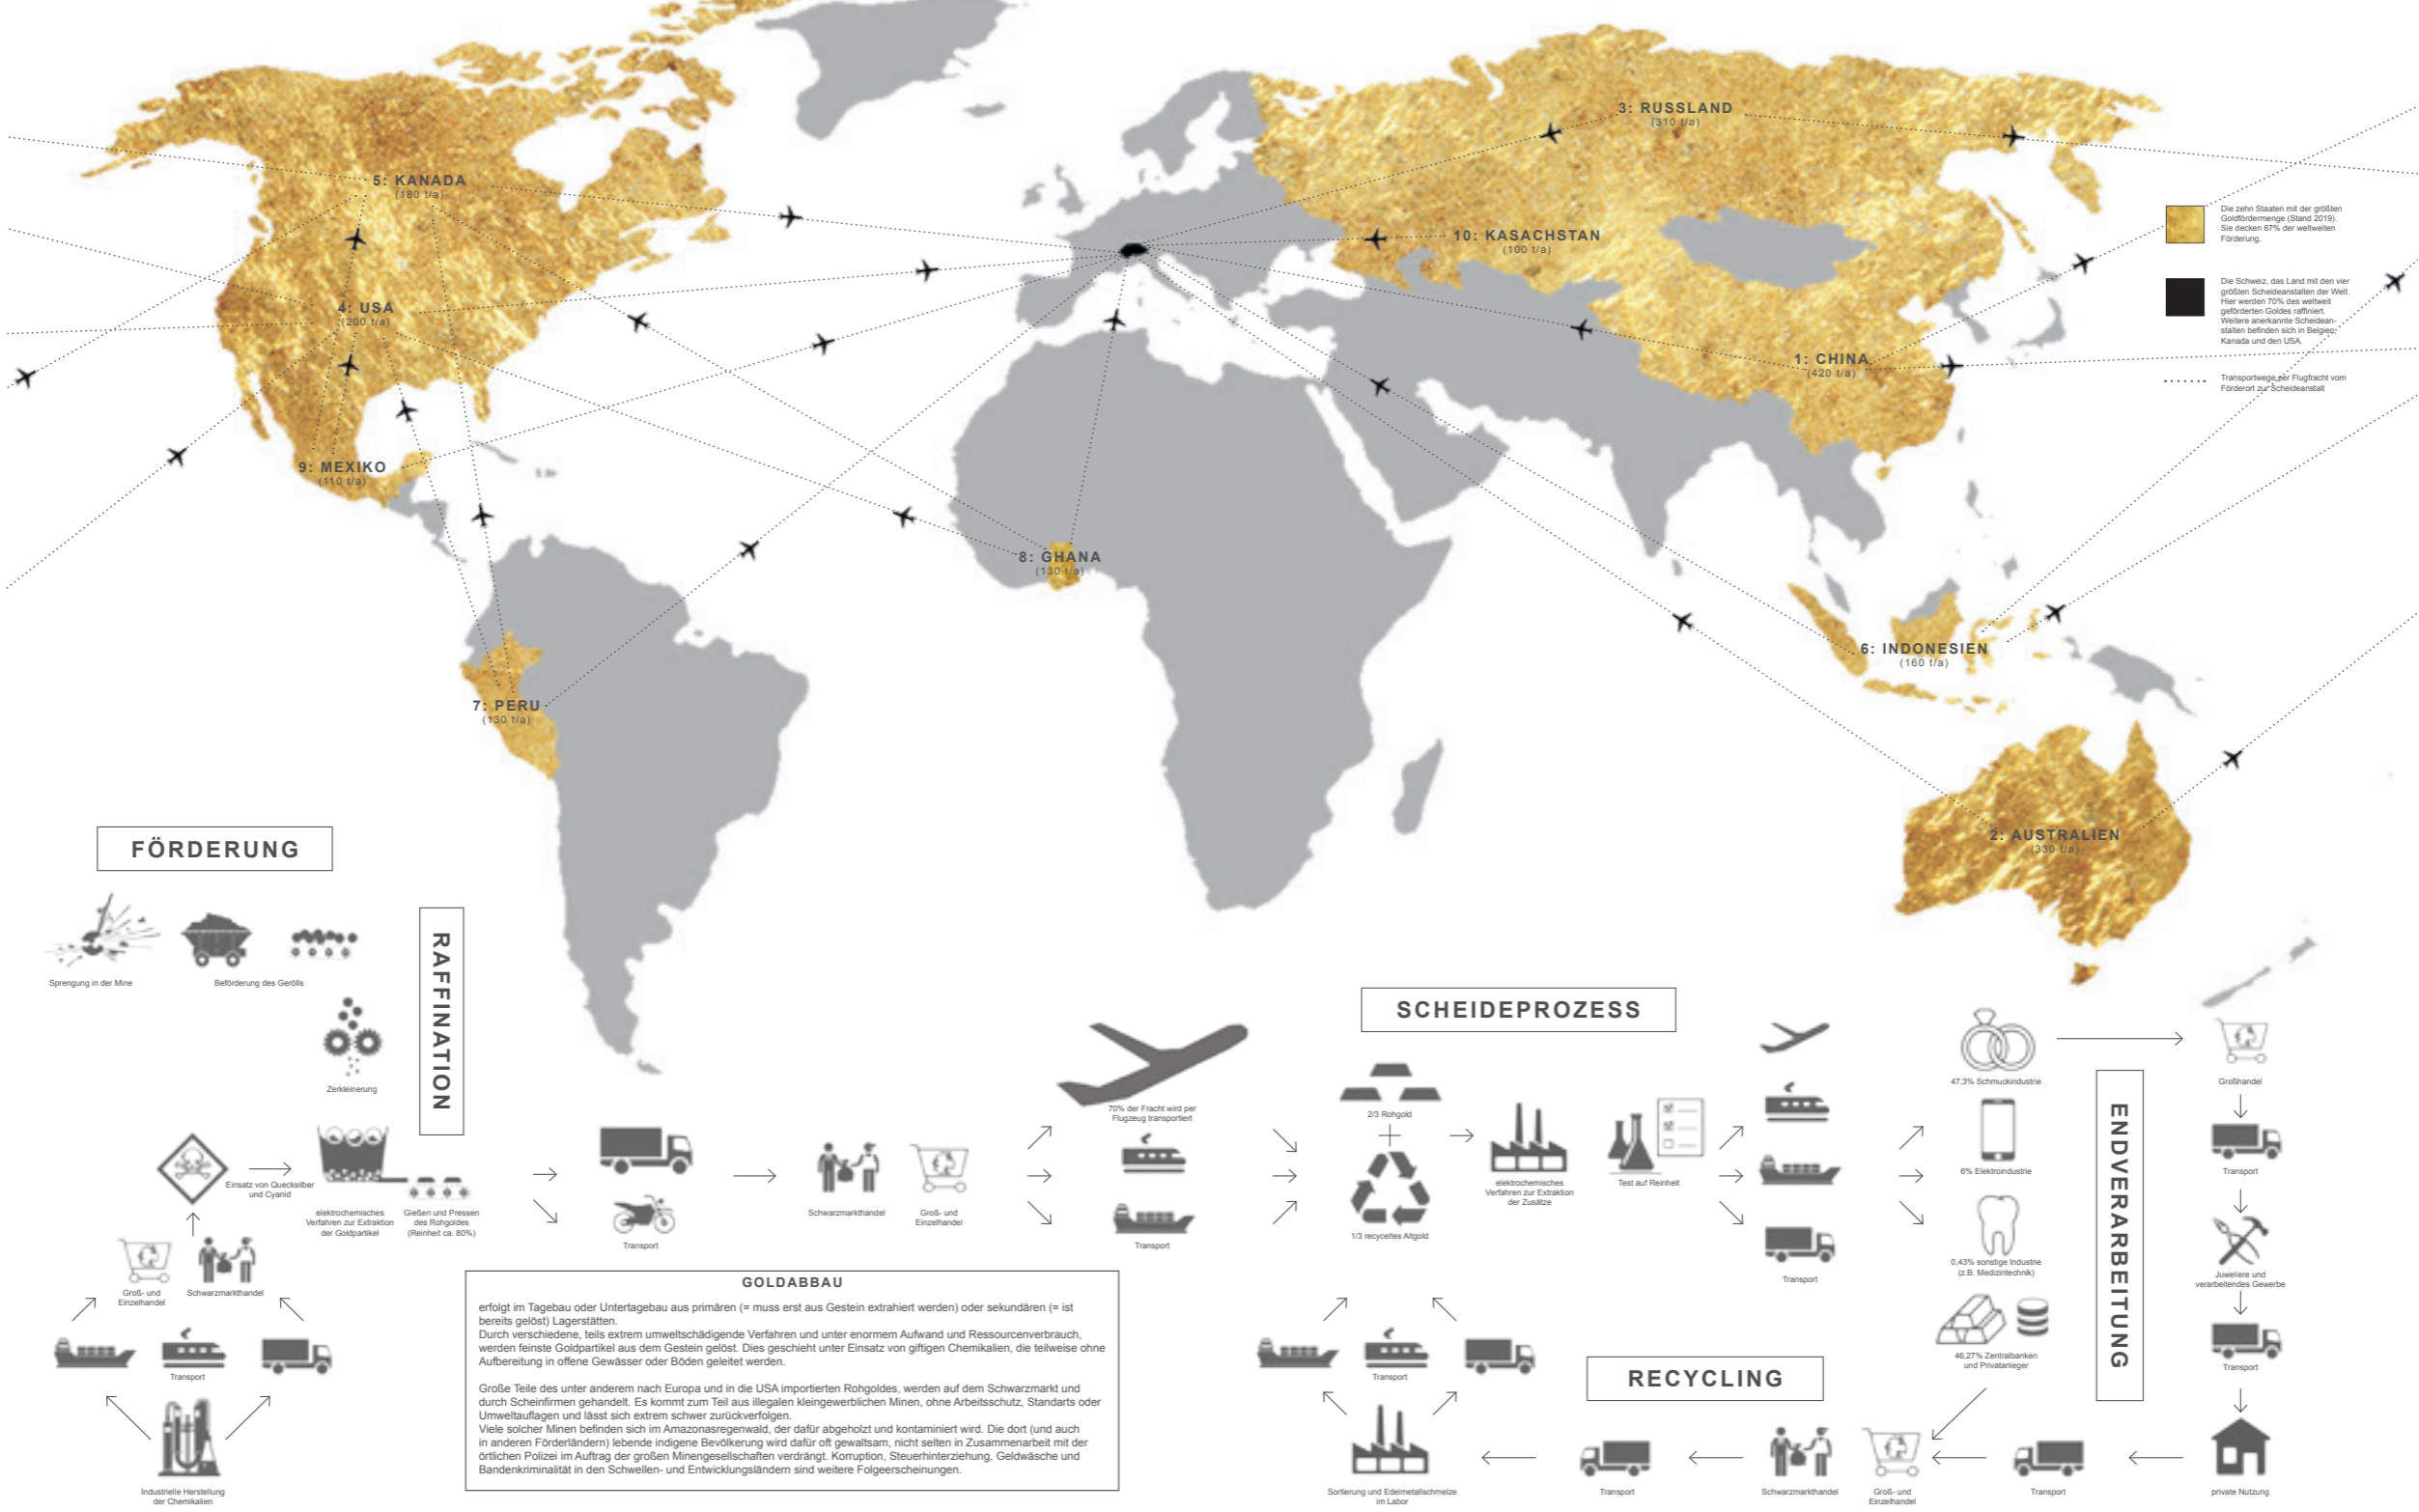 3: RUSSLAND
(310 t/a)
5: KANADA
(180 t/a)
10: KASACHSTAN
(100 t/a)
4: USA
(200 t/a)
1: CHINA
(420 t/a)
9: MEXIKO
(110 t/a)
8: GHANA
(130 t/a)
6: INDONESIEN
(160 t/a)
7: PERU
(130 t/a)
2: AUSTRALIEN
(330 t/a)
Die zehn Staaten mit der größten
Goldfördermenge (Stand 2019).
Sie decken 67% der weltweiten
Förderung.
Die Schweiz, das Land mit den vier
größten Scheideanstalten der Welt.
Hier werden 70% des weltweit
geförderten Goldes raffiniert.
Weitere anerkannte Scheidean-
stalten befinden sich in Belgien,
Kanada und den USA.
Transportwege per Flugfracht vom
Förderort zur Scheideanstalt
FÖRDERUNG
Sprengung in der Mine
Beförderung des Gerölls
Zerkleinerung
RAFFINATION
Einsatz von Quecksilber
und Cyanid
elektrochemisches
Verfahren zur Extraktion
der Goldpartikel
Gießen und Pressen
des Rohgoldes
(Reinheit ca. 80%)
Groß- und
Einzelhandel
Schwarzmarkthandel
Transport
Industrielle Herstellung
der Chemikalien
Transport
Schwarzmarkthandel
Groß- und
Einzelhandel
70% der Fracht wird per
Flugzeug transportiert
Transport
GOLDABBAU
erfolgt im Tagebau oder Untertagebau aus primären (= muss erst aus Gestein extrahiert werden) oder sekundären (= ist
bereits gelöst) Lagerstätten.
Durch verschiedene, teils extrem umweltschädigende Verfahren und unter enormem Aufwand und Ressourcenverbrauch,
werden feinste Goldpartikel aus dem Gestein gelöst. Dies geschieht unter Einsatz von giftigen Chemikalien, die teilweise ohne
Aufbereitung in offene Gewässer oder Böden geleitet werden.
Große Teile des unter anderem nach Europa und in die USA importierten Rohgoldes, werden auf dem Schwarzmarkt und
durch Scheinfirmen gehandelt. Es kommt zum Teil aus illegalen kleingewerblichen Minen, ohne Arbeitsschutz, Standarts oder
Umweltauflagen und lässt sich extrem schwer zurückverfolgen.
Viele solcher Minen befinden sich im Amazonasregenwald, der dafür abgeholzt und kontaminiert wird. Die dort (und auch
in anderen Förderländern) lebende indigene Bevölkerung wird dafür oft gewaltsam, nicht selten in Zusammenarbeit mit der
örtlichen Polizei im Auftrag der großen Minengesellschaften verdrängt. Korruption, Steuerhinterziehung, Geldwäsche und
Bandenkriminalität in den Schwellen- und Entwicklungsländern sind weitere Folgeerscheinungen.
SCHEIDEPROZESS
2/3 Rohgold
1/3 recyceltes Altgold
elektrochemisches
Verfahren zur Extraktion
der Zusätze
Test auf Reinheit
Transport
47,3% Schmuckindustrie
6% Elektroindustrie
0,43% sonstige Industrie
(z.B. Medizintechnik)
46,27% Zentralbanken
und Privatanleger
ENDVERARBEITUNG
Großhandel
Transport
Juweliere und
verarbeitendes Gewerbe
Transport
private Nutzung
RECYCLING
Transport
Groß- und
Einzelhandel
Schwarzmarkthandel
Transport
Sortierung und Edelmetallschmelze
im Labor
Transport